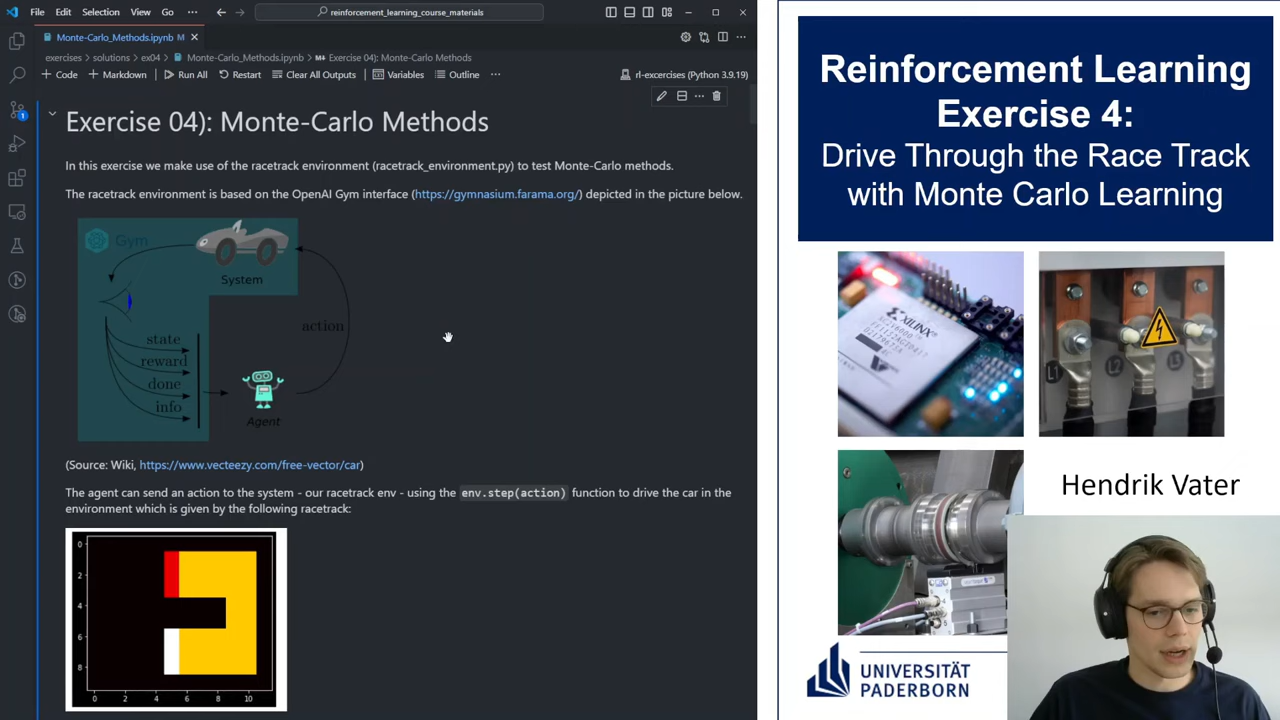 File Edit Selection View Go ··· reinforcement_learning_course_materials
Monte-Carlo_Methods.ipynb
exercises > solutions > ex04 > Monte-Carlo_Methods.ipynb > Exercise 04): Monte-Carlo Methods
+ Code + Markdown Run All Restart Clear All Outputs Variables Outline ··· rl-excercises (Python 3.9.19)
1
Exercise 04): Monte-Carlo Methods
In this exercise we make use of the racetrack environment (racetrack_environment.py) to test Monte-Carlo methods.
The racetrack environment is based on the OpenAI Gym interface (https://gymnasium.farama.org/) depicted in the picture below.
Gym
System
action
state
reward
done
info
Agent
(Source: Wiki, https://www.vecteezy.com/free-vector/car)
The agent can send an action to the system - our racetrack env - using the env.step(action) function to drive the car in the
environment which is given by the following racetrack:
0
2
4
6
8
0 2 4 6 8 10
Reinforcement Learning
Exercise 4:
Drive Through the Race Track
with Monte Carlo Learning
XILINX
L1
L2
L3
Hendrik Vater
UNIVERSITÄT
PADERBORN